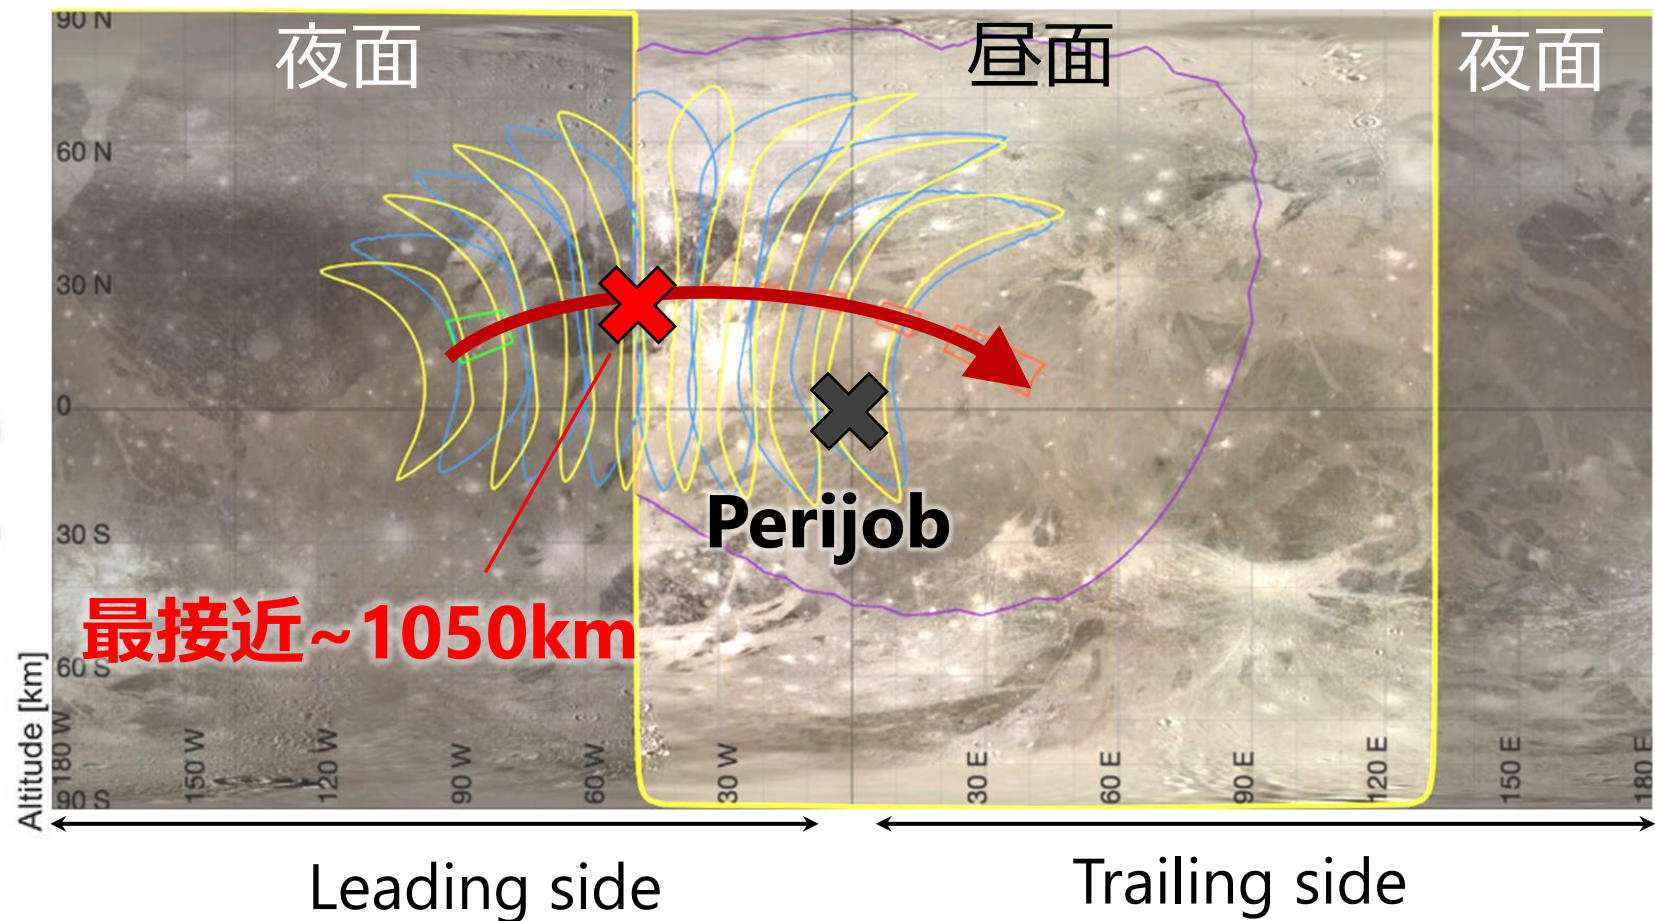 夜面
昼面
夜面
90 N
60 N
30 N
0
30 S
60 S
90 S
Perijob
最接近~1050km
Altitude [km]
180 W
150 W
120 W
90 W
60 W
30 W
30 E
60 E
90 E
120 E
150 E
180 E
Leading side
Trailing side